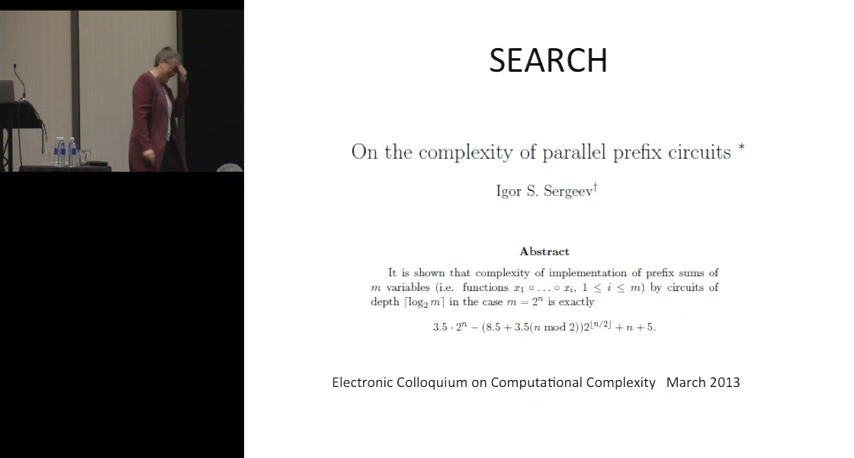 SEARCH
On the complexity of parallel prefix circuits *
Igor S. Sergeev†
Abstract
It is shown that complexity of implementation of prefix sums of
m variables (i.e. functions x₁ ∘ … ∘ xᵢ, 1 ≤ i ≤ m) by circuits of
depth ⌈log₂ m⌉ in the case m = 2ⁿ is exactly
3.5 · 2ⁿ − (8.5 + 3.5(n mod 2))2^⌊n/2⌋ + n + 5.
Electronic Colloquium on Computational Complexity March 2013